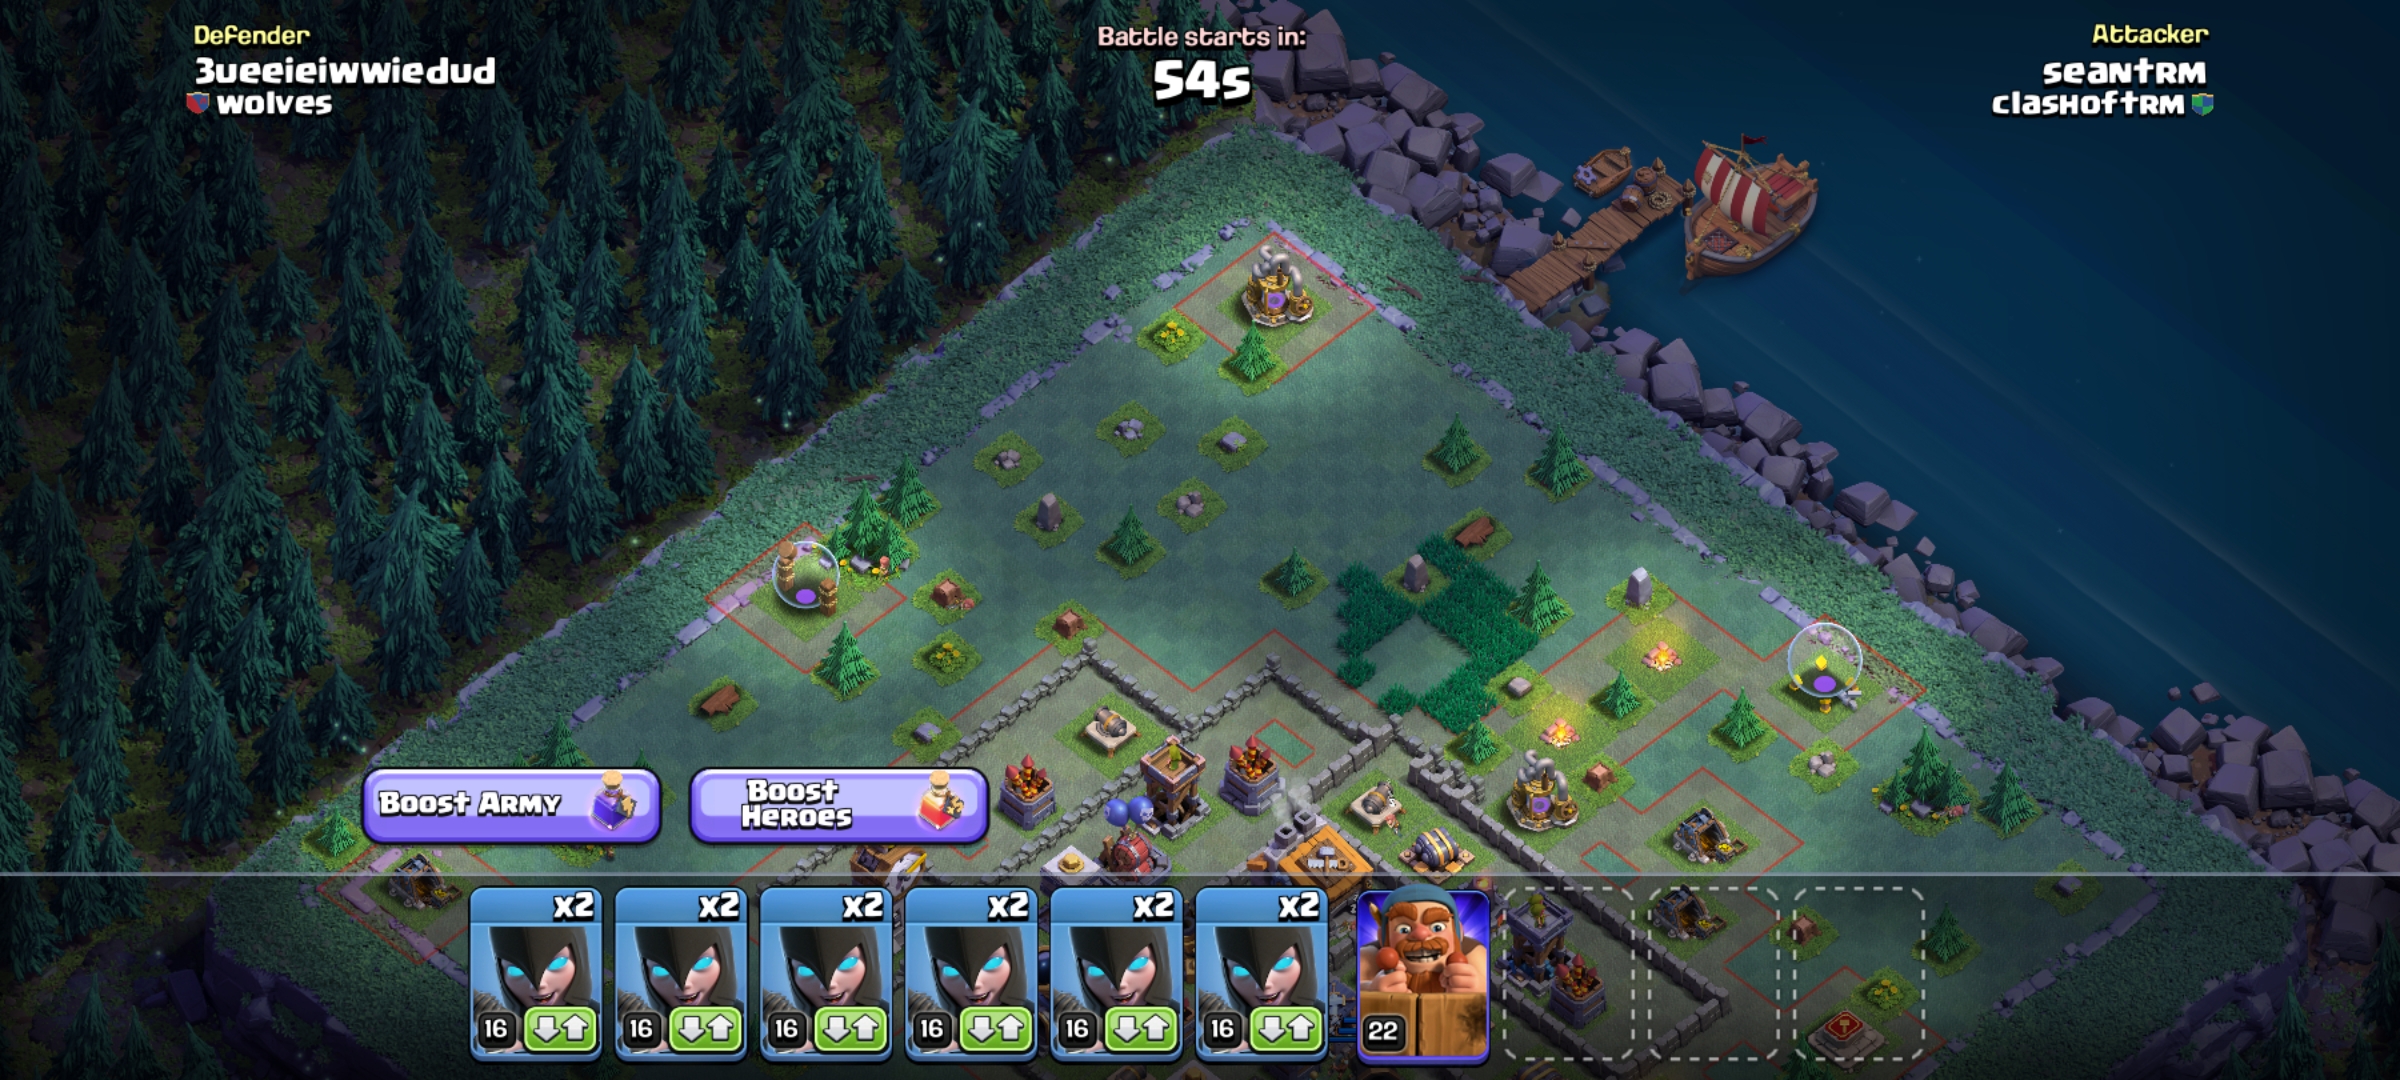 Defender
3ueeieiwwiedud
wolves
Battle starts in:
54s
Attacker
seantRM
clashoftRM
Boost Army
Boost
Heroes
x2
x2
x2
x2
x2
x2
16
16
16
16
16
16
22